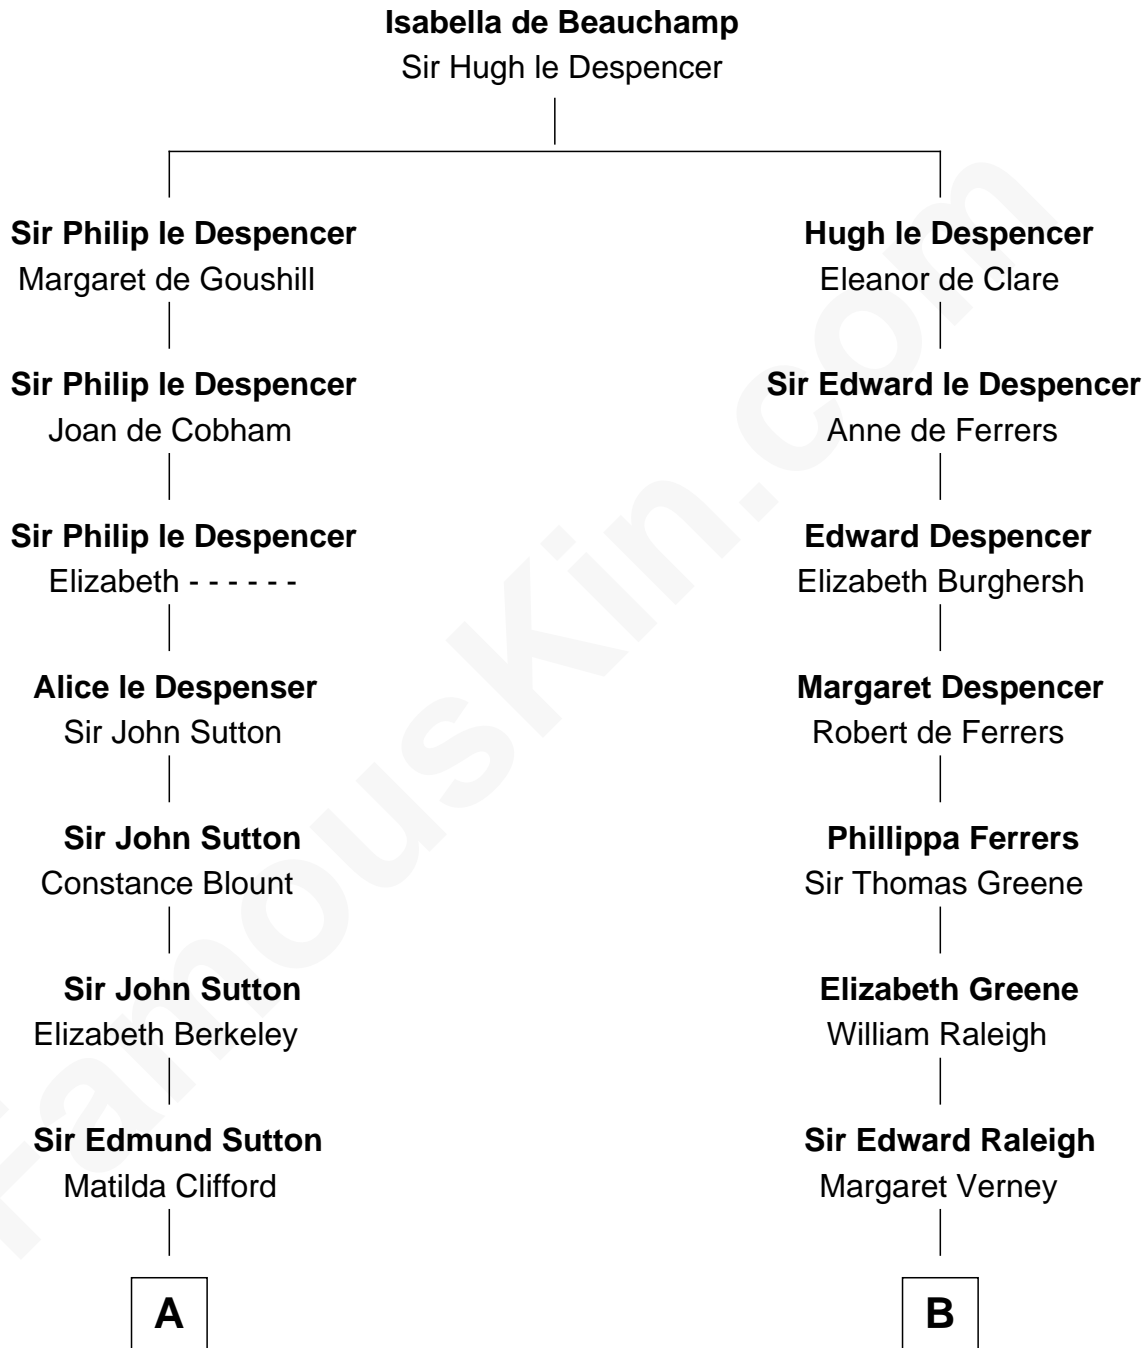 Isabella de Beauchamp
Sir Hugh le Despencer
Sir Philip le Despencer
Margaret de Goushill
Sir Philip le Despencer
Joan de Cobham
Sir Philip le Despencer
Elizabeth - - - - - -
Alice le Despenser
Sir John Sutton
Sir John Sutton
Constance Blount
Sir John Sutton
Elizabeth Berkeley
Sir Edmund Sutton
Matilda Clifford
A
Hugh le Despencer
Eleanor de Clare
Sir Edward le Despencer
Anne de Ferrers
Edward Despencer
Elizabeth Burghersh
Margaret Despencer
Robert de Ferrers
Phillippa Ferrers
Sir Thomas Greene
Elizabeth Greene
William Raleigh
Sir Edward Raleigh
Margaret Verney
B
FamousKin.com